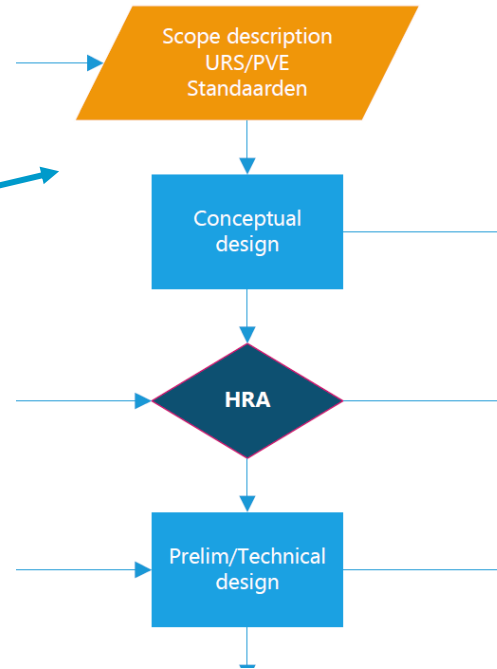 Scope description
URS/PVE
Standaarden
Conceptual
design
HRA
Prelim/Technical
design